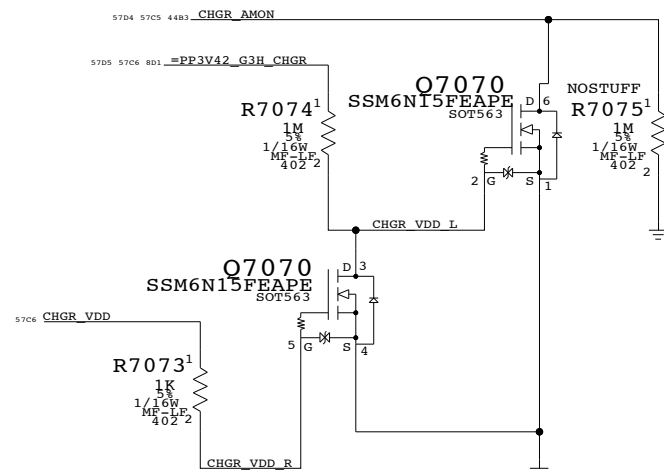 57D4 57C5 44B3 CHGR_AMON
57D5 57C6 8D1 =PP3V42_G3H_CHGR
Q7070
SSM6N15FEAPE
SOT563
D 6
2 G S 1
NOSTUFF
R7075 1
1M
5%
1/16W
MF-LF
402 2
R7074 1
1M
5%
1/16W
MF-LF
402 2
CHGR_VDD_L
Q7070
SSM6N15FEAPE
SOT563
D 3
5 G S 4
57C6 CHGR_VDD
R7073 1
1K
5%
1/16W
MF-LF
402 2
CHGR_VDD_R